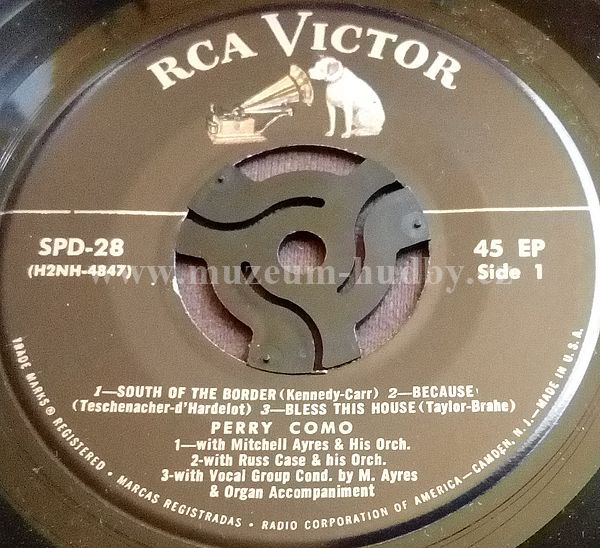 RCA VICTOR
SPD-28
(H2NH-4847)
45 EP
Side 1
www.muzeum-hudby.cz
1—SOUTH OF THE BORDER (Kennedy-Carr) 2—BECAUSE
(Teschenacher-d'Hardelot) 3—BLESS THIS HOUSE (Taylor-Brahe)
PERRY COMO
1—with Mitchell Ayres & His Orch.
2-with Russ Case & his Orch.
3-with Vocal Group Cond. by M. Ayres
& Organ Accompaniment
TRADE MARKS ® REGISTERED • MARCAS REGISTRADAS • RADIO CORPORATION OF AMERICA—CAMDEN, N. J.—MADE IN U.S.A.